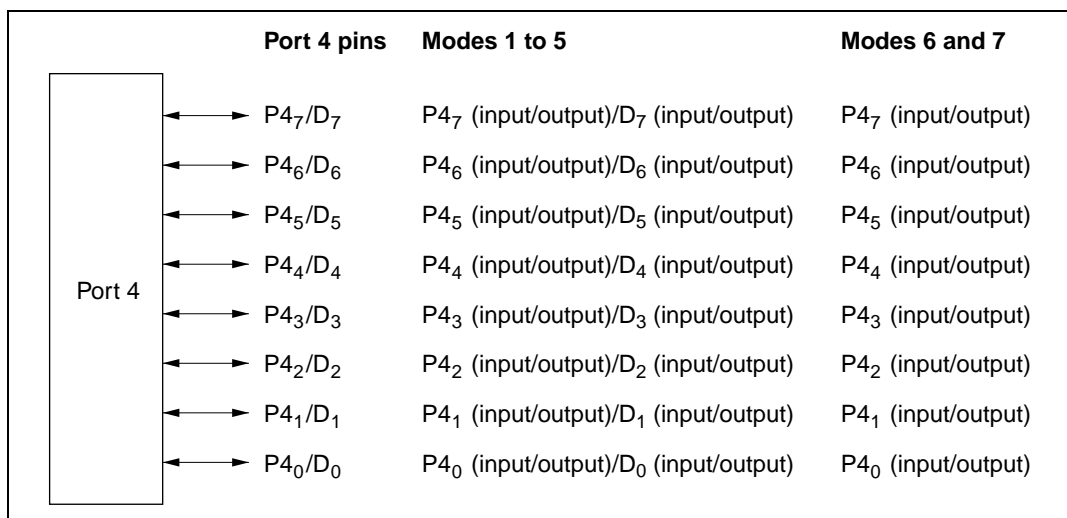 Port 4 pins Modes 1 to 5 Modes 6 and 7
P4₇/D₇ P4₇ (input/output)/D₇ (input/output) P4₇ (input/output)
P4₆/D₆ P4₆ (input/output)/D₆ (input/output) P4₆ (input/output)
P4₅/D₅ P4₅ (input/output)/D₅ (input/output) P4₅ (input/output)
P4₄/D₄ P4₄ (input/output)/D₄ (input/output) P4₄ (input/output)
Port 4
P4₃/D₃ P4₃ (input/output)/D₃ (input/output) P4₃ (input/output)
P4₂/D₂ P4₂ (input/output)/D₂ (input/output) P4₂ (input/output)
P4₁/D₁ P4₁ (input/output)/D₁ (input/output) P4₁ (input/output)
P4₀/D₀ P4₀ (input/output)/D₀ (input/output) P4₀ (input/output)